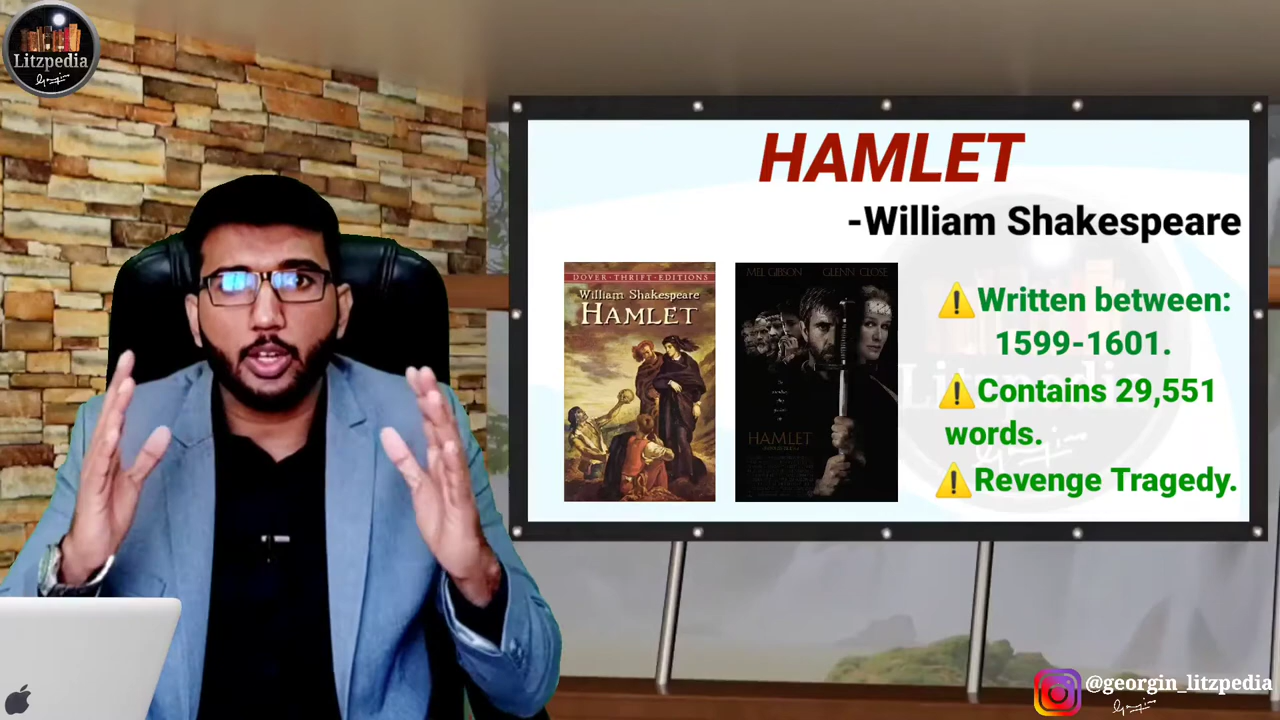 Litzpedia
HAMLET
-William Shakespeare
DOVER · THRIFT · EDITIONS
William Shakespeare
HAMLET
MEL GIBSON GLENN CLOSE
HAMLET
⚠️Written between:
1599-1601.
⚠️Contains 29,551
words.
⚠️Revenge Tragedy.
Litzpedia
@georgin_litzpedia